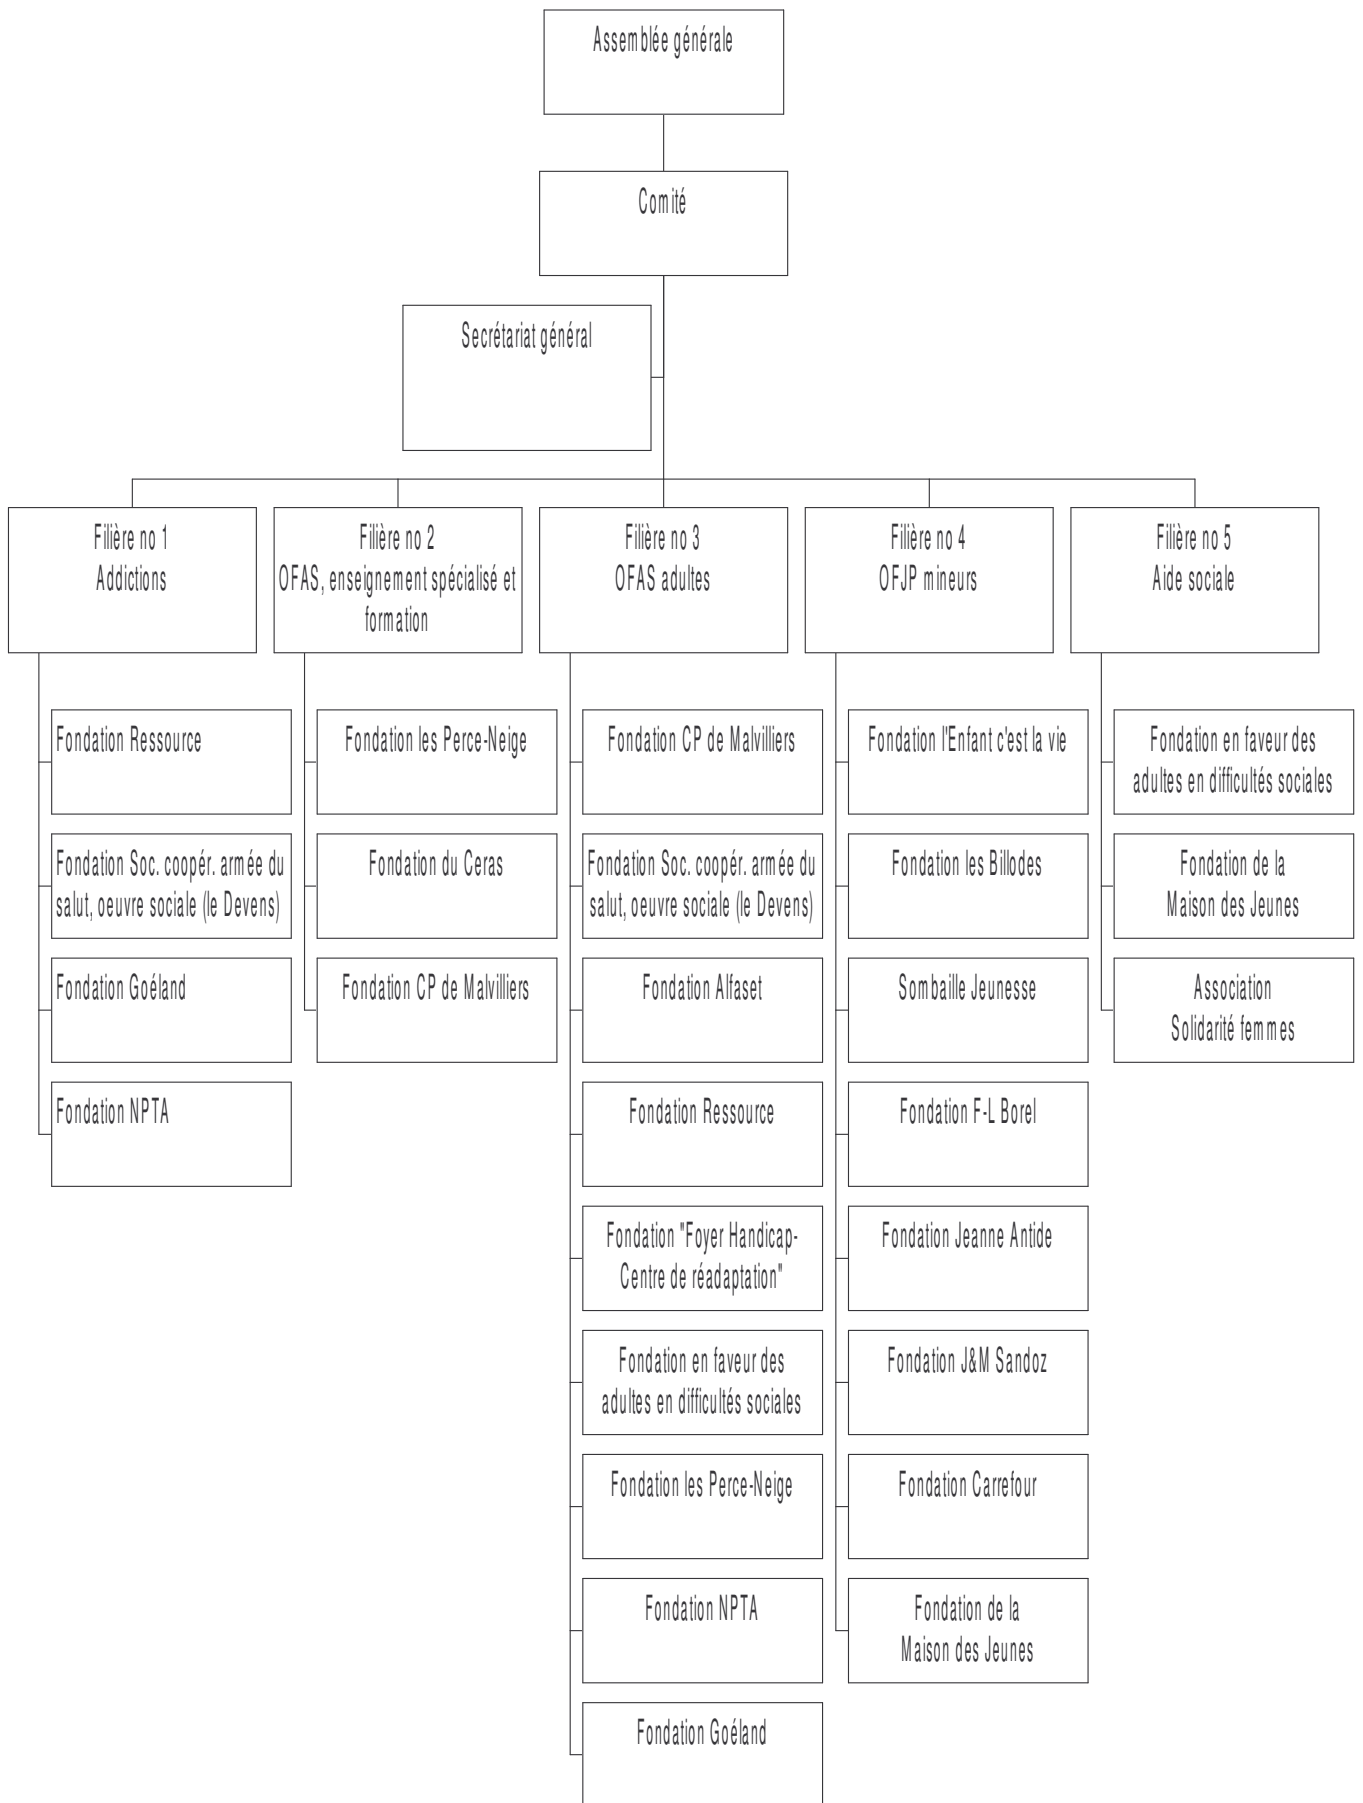 Assemblée générale
Comité
Secrétariat général
Filière no 1
Addictions
Filière no 2
OFAS, enseignement spécialisé et
formation
Filière no 3
OFAS adultes
Filière no 4
OFJP mineurs
Filière no 5
Aide sociale
Fondation Ressource
Fondation Soc. coopér. armée du
salut, oeuvre sociale (le Devens)
Fondation Goéland
Fondation NPTA
Fondation les Perce-Neige
Fondation du Ceras
Fondation CP de Malvilliers
Fondation CP de Malvilliers
Fondation Soc. coopér. armée du
salut, oeuvre sociale (le Devens)
Fondation Alfaset
Fondation Ressource
Fondation "Foyer Handicap-
Centre de réadaptation"
Fondation en faveur des
adultes en difficultés sociales
Fondation les Perce-Neige
Fondation NPTA
Fondation Goéland
Fondation l'Enfant c'est la vie
Fondation les Billodes
Sombaille Jeunesse
Fondation F-L Borel
Fondation Jeanne Antide
Fondation J&M Sandoz
Fondation Carrefour
Fondation de la
Maison des Jeunes
Fondation en faveur des
adultes en difficultés sociales
Fondation de la
Maison des Jeunes
Association
Solidarité femmes